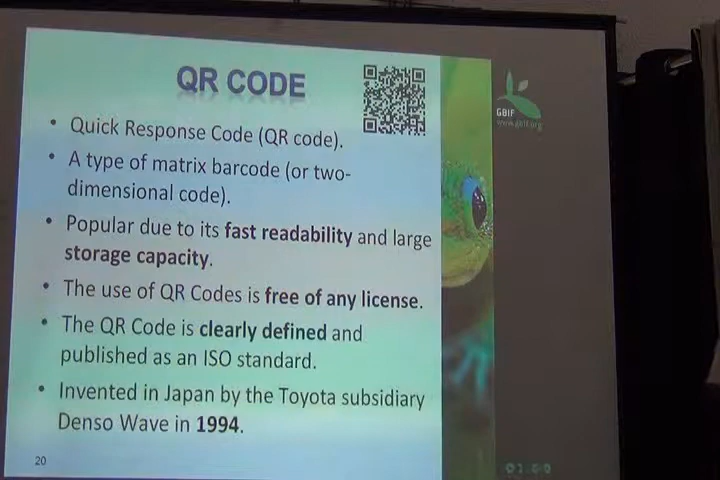 QR CODE
GBIF
www.gbif.org
• Quick Response Code (QR code).
• A type of matrix barcode (or two-
dimensional code).
• Popular due to its fast readability and large
storage capacity.
• The use of QR Codes is free of any license.
• The QR Code is clearly defined and
published as an ISO standard.
• Invented in Japan by the Toyota subsidiary
Denso Wave in 1994.
20